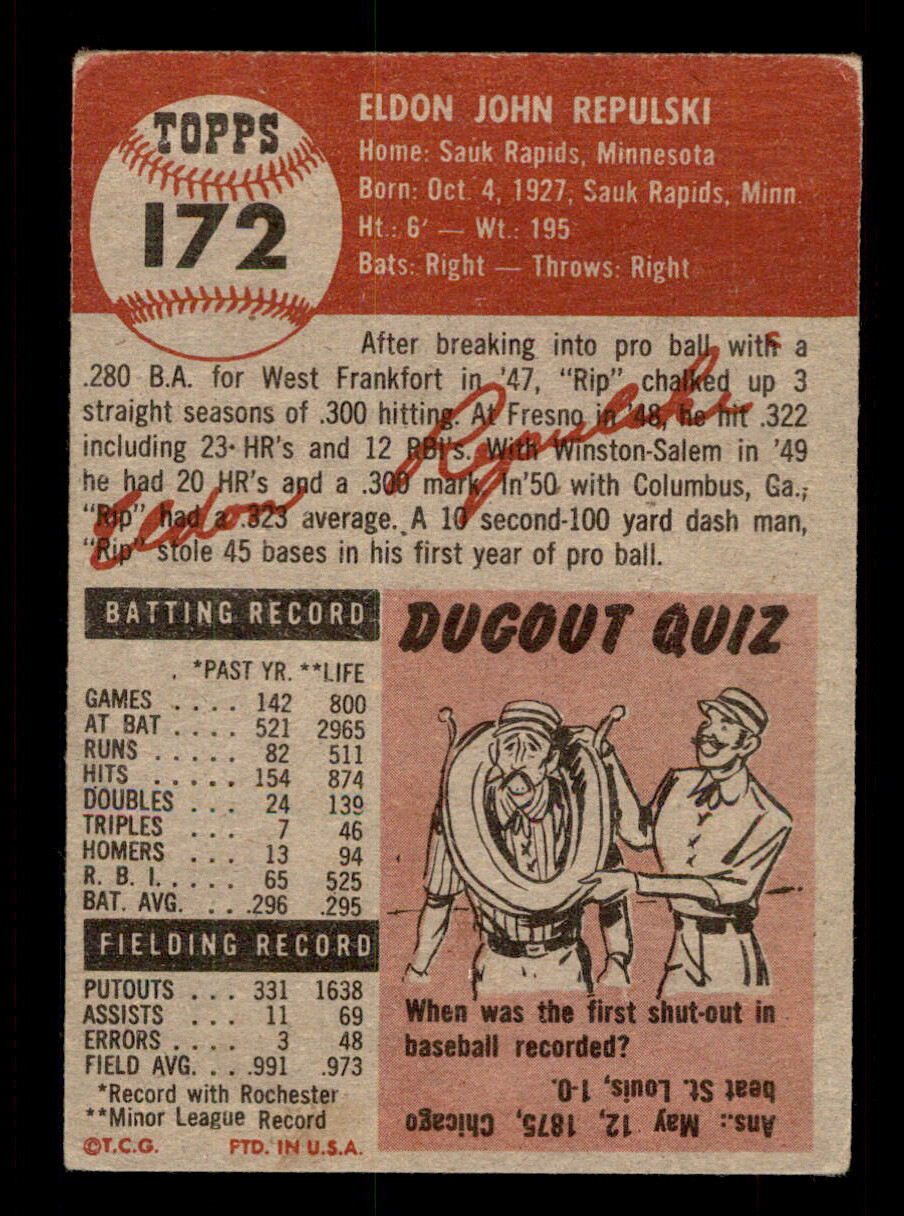 TOPPS
172
ELDON JOHN REPULSKI
Home: Sauk Rapids, Minnesota
Born: Oct. 4, 1927, Sauk Rapids, Minn.
Ht.: 6' — Wt.: 195
Bats: Right — Throws: Right
After breaking into pro ball with a
.280 B.A. for West Frankfort in '47, "Rip" chalked up 3
straight seasons of .300 hitting. At Fresno in '48, he hit .322
including 23 HR's and 12 RBI's. With Winston-Salem in '49
he had 20 HR's and a .300 mark. In'50 with Columbus, Ga.,
"Rip" had a .323 average. A 10 second-100 yard dash man,
"Rip" stole 45 bases in his first year of pro ball.
Eldon Repulski
BATTING RECORD
*PAST YR. **LIFE
GAMES .... 142 800
AT BAT .... 521 2965
RUNS .... 82 511
HITS ..... 154 874
DOUBLES ... 24 139
TRIPLES ... 7 46
HOMERS ... 13 94
R. B. I. .... 65 525
BAT. AVG. ... .296 .295
FIELDING RECORD
PUTOUTS ... 331 1638
ASSISTS ... 11 69
ERRORS .... 3 48
FIELD AVG. .. .991 .973
*Record with Rochester
**Minor League Record
©T.C.G. PTD. IN U.S.A.
DUGOUT QUIZ
When was the first shut-out in
baseball recorded?
Ans.: May 12, 1875, Chicago
beat St. Louis, 1-0.